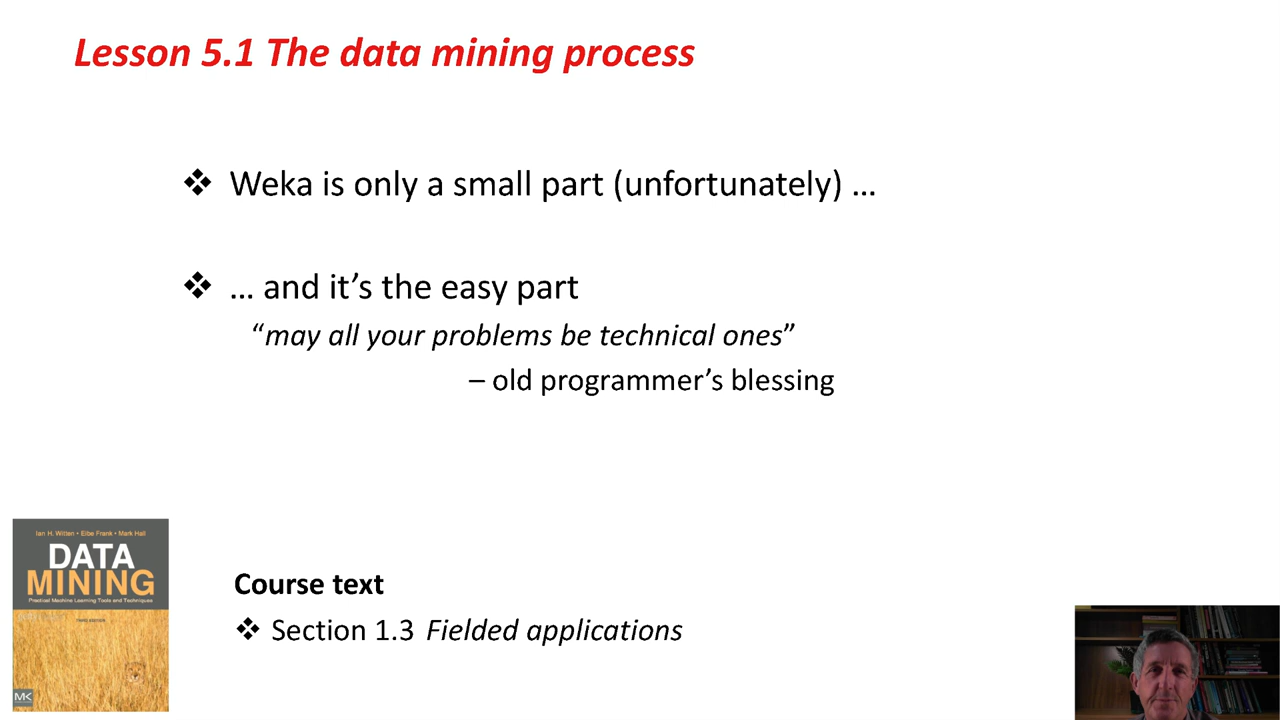 Lesson 5.1 The data mining process
❖ Weka is only a small part (unfortunately) …
❖ … and it’s the easy part
“may all your problems be technical ones”
– old programmer’s blessing
Ian H. Witten • Eibe Frank • Mark Hall
DATA
MINING
Practical Machine Learning Tools and Techniques
THIRD EDITION
MK
Course text
❖ Section 1.3 Fielded applications